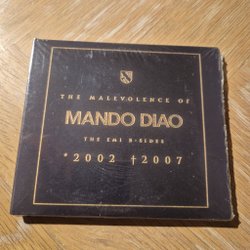 THE MALEVOLENCE OF
MANDO DIAO
THE EMI B-SIDES
*2002 †2007